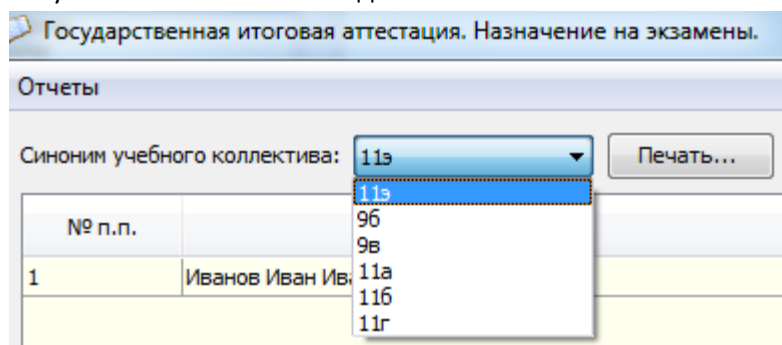 Государственная итоговая аттестация. Назначение на экзамены.
Отчеты
Синоним учебного коллектива: 11э Печать...
11э
9б
№ п.п.
9в
1 Иванов Иван 11а
11б
11г